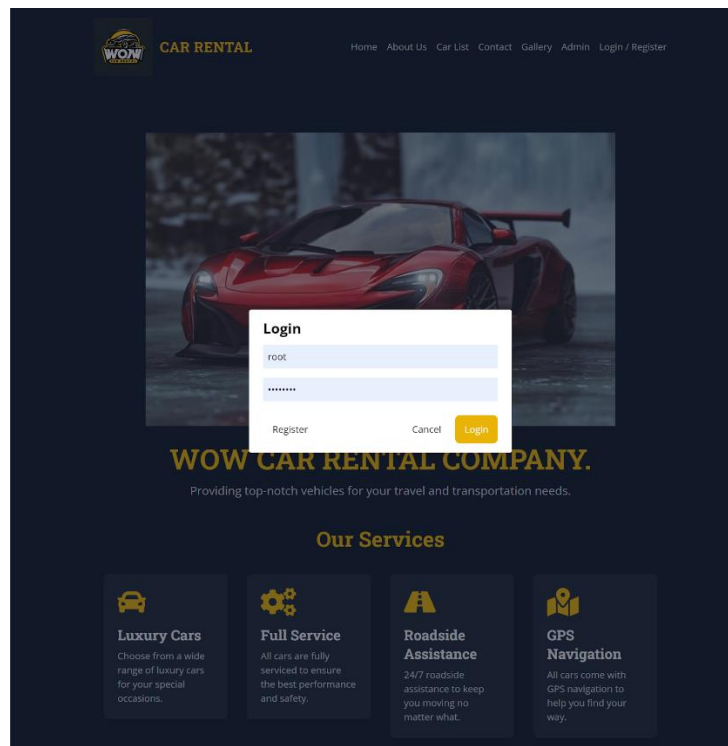 WOW
CAR RENTAL
CAR RENTAL
Home About Us Car List Contact Gallery Admin Login / Register
Login
root
••••••••
Register Cancel Login
WOW CAR RENTAL COMPANY.
Providing top-notch vehicles for your travel and transportation needs.
Our Services
Luxury Cars
Choose from a wide
range of luxury cars
for your special
occasions.
Full Service
All cars are fully
serviced to ensure
the best performance
and safety.
Roadside
Assistance
24/7 roadside
assistance to keep
you moving no
matter what.
GPS
Navigation
All cars come with
GPS navigation to
help you find your
way.